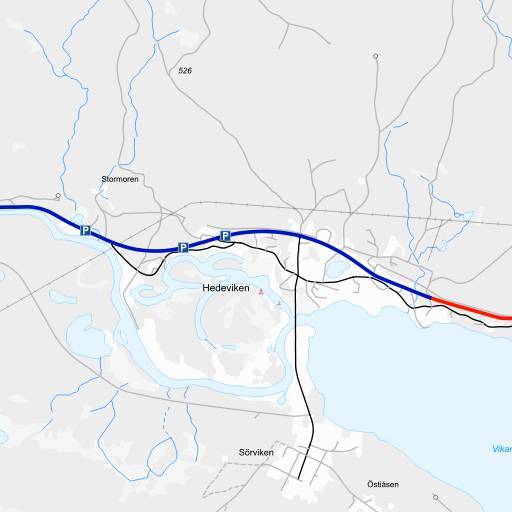 526
Stormoren
P
P
P
Hedeviken
Vikar
Sörviken
Östiåsen